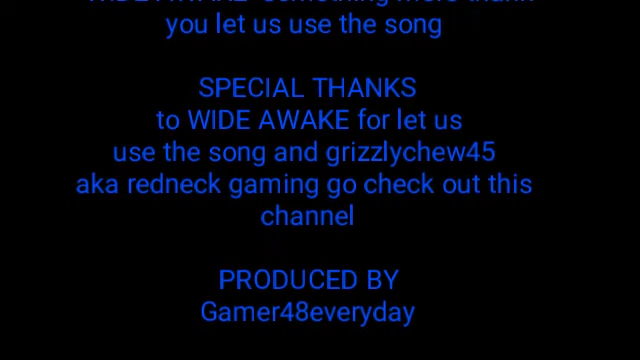 you let us use the song
SPECIAL THANKS
to WIDE AWAKE for let us
use the song and grizzlychew45
aka redneck gaming go check out this
channel
PRODUCED BY
Gamer48everyday